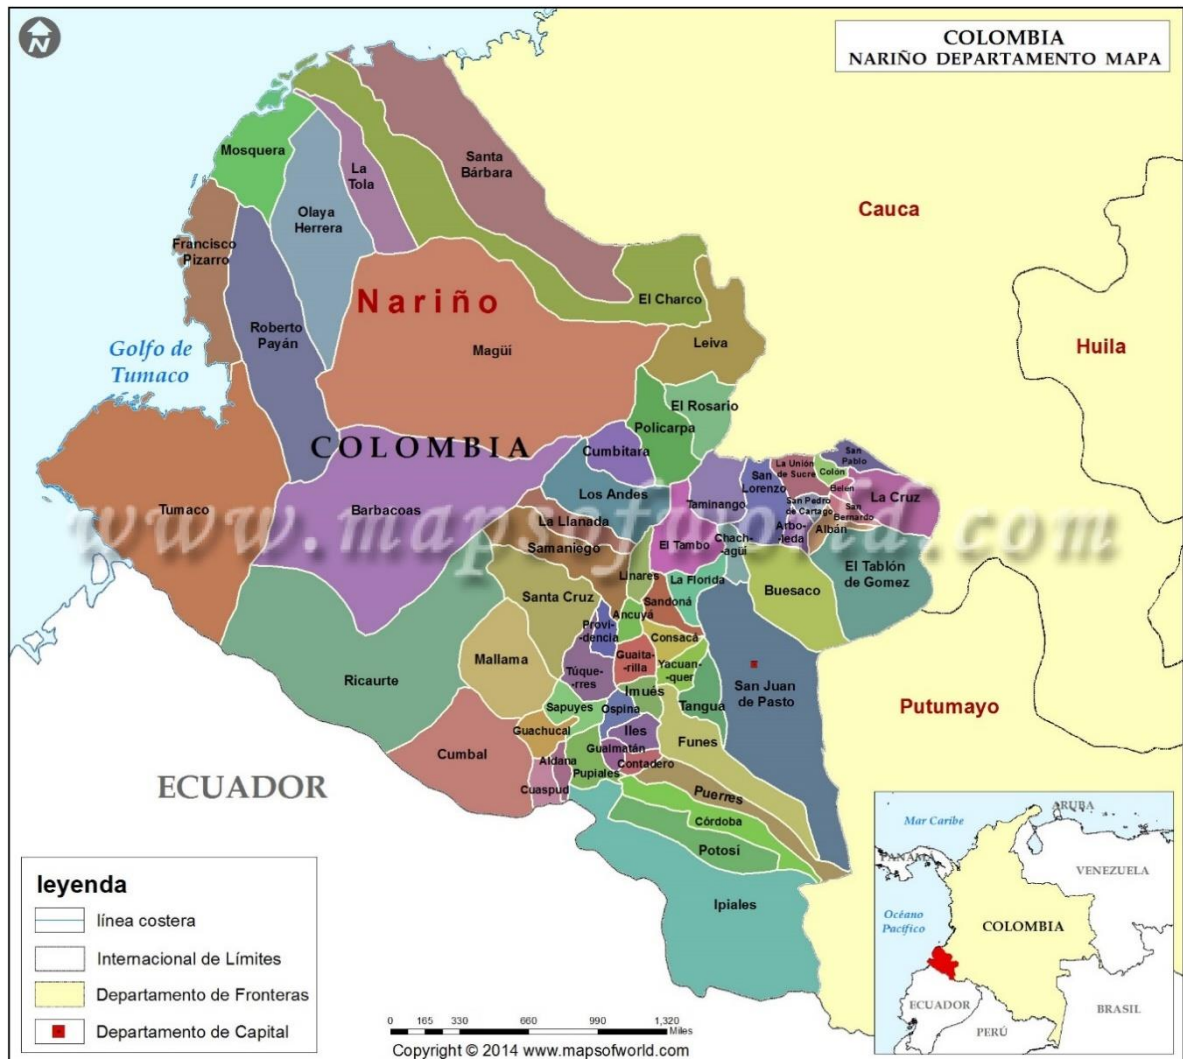 N
COLOMBIA
NARIÑO DEPARTAMENTO MAPA
Mosquera
La
Tola
Santa
Bárbara
Olaya
Herrera
Cauca
Francisco
Pizarro
Nariño
El Charco
Roberto
Payán
Magüí
Leiva
Huila
Golfo de
Tumaco
El Rosario
Policarpa
COLOMBIA
Cumbitara
Los Andes
Tumaco
Barbacoas
La Llanada
Samaniego
Taminango
San
Lorenzo
La Unión
de Sucre
San
Pablo
Colón
Belén
La Cruz
San Pedro
de Cartago
San
Bernardo
Albán
Arbo-
-leda
www.mapsofworld.com
El Tambo
Chach-
-agüí
El Tablón
de Gomez
Linares
La Florida
Buesaco
Santa Cruz
Sandoná
Ancuyá
Provi-
-dencia
Consacá
Mallama
Guaita-
-rilla
Yacuan-
-quer
Túque-
-rres
Ricaurte
Imués
San Juan
de Pasto
Tangua
Sapuyes
Ospina
Putumayo
Guachucal
Iles
Funes
Cumbal
Gualmatán
Aldana
Contadero
Pupiales
Cuaspud
Puerres
ECUADOR
Córdoba
Potosí
Ipiales
leyenda
línea costera
Internacional de Límites
Departamento de Fronteras
Departamento de Capital
0 165 330 660 990 1,320
Miles
Copyright © 2014 www.mapsofworld.com
ARUBA
Mar Caribe
PANAMÁ
VENEZUELA
Océano
Pacífico
COLOMBIA
ECUADOR
BRASIL
PERÚ